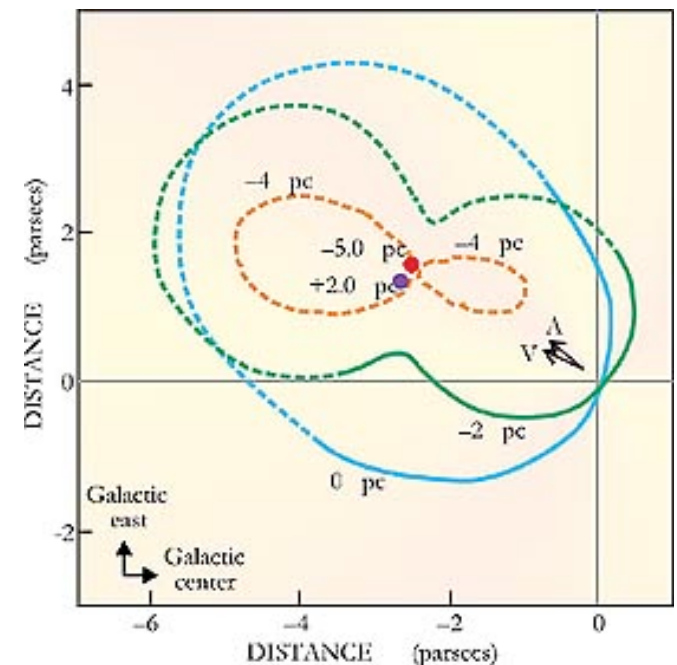 4
−4 pc
2
−5.0 pc
−4 pc
+2.0 pc
Λ
V
0
−2 pc
0 pc
Galactic
east
Galactic
center
-2
−6
−4
−2
0
DISTANCE (parsecs)
DISTANCE (parsecs)